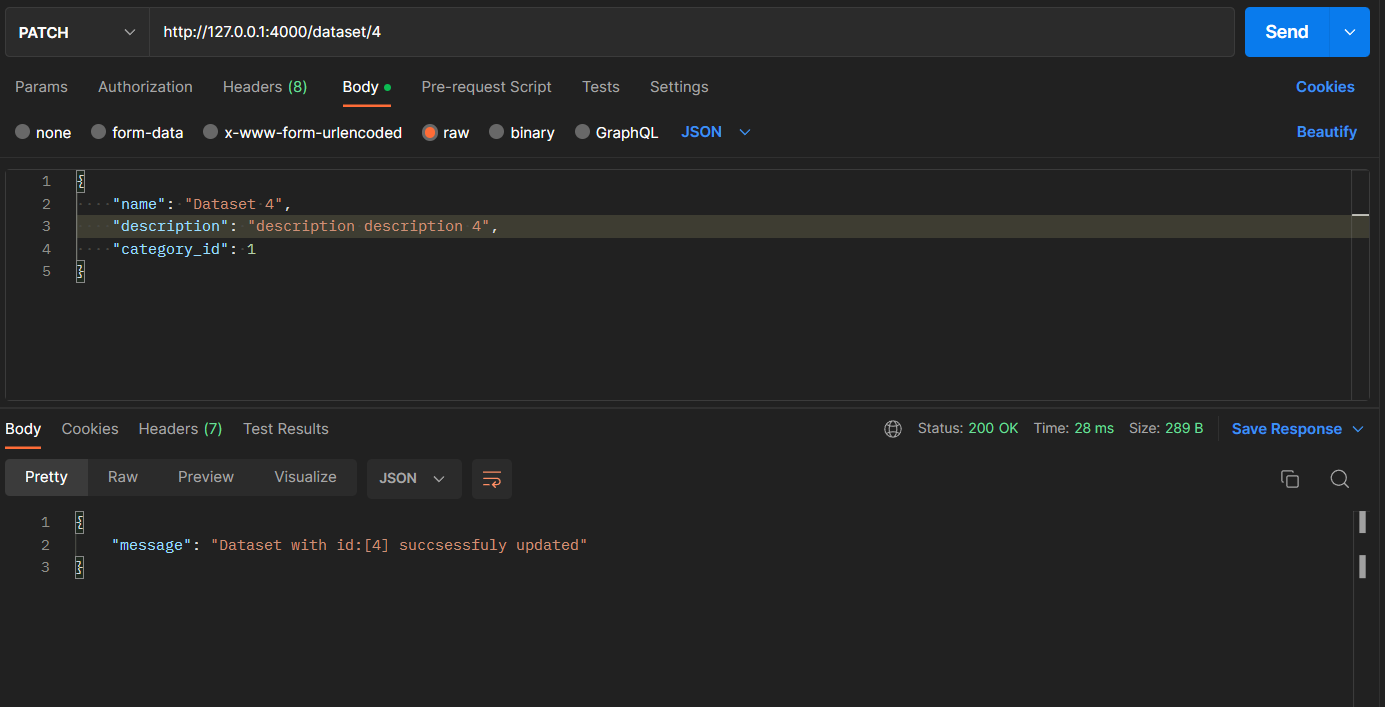 PATCH http://127.0.0.1:4000/dataset/4 Send
Params Authorization Headers (8) Body Pre-request Script Tests Settings Cookies
none form-data x-www-form-urlencoded raw binary GraphQL JSON Beautify
1 {
2 "name": "Dataset 4",
3 "description": "description description 4",
4 "category_id": 1
5 }
Body Cookies Headers (7) Test Results Status: 200 OK Time: 28 ms Size: 289 B Save Response
Pretty Raw Preview Visualize JSON
1 {
2 "message": "Dataset with id:[4] succsessfuly updated"
3 }